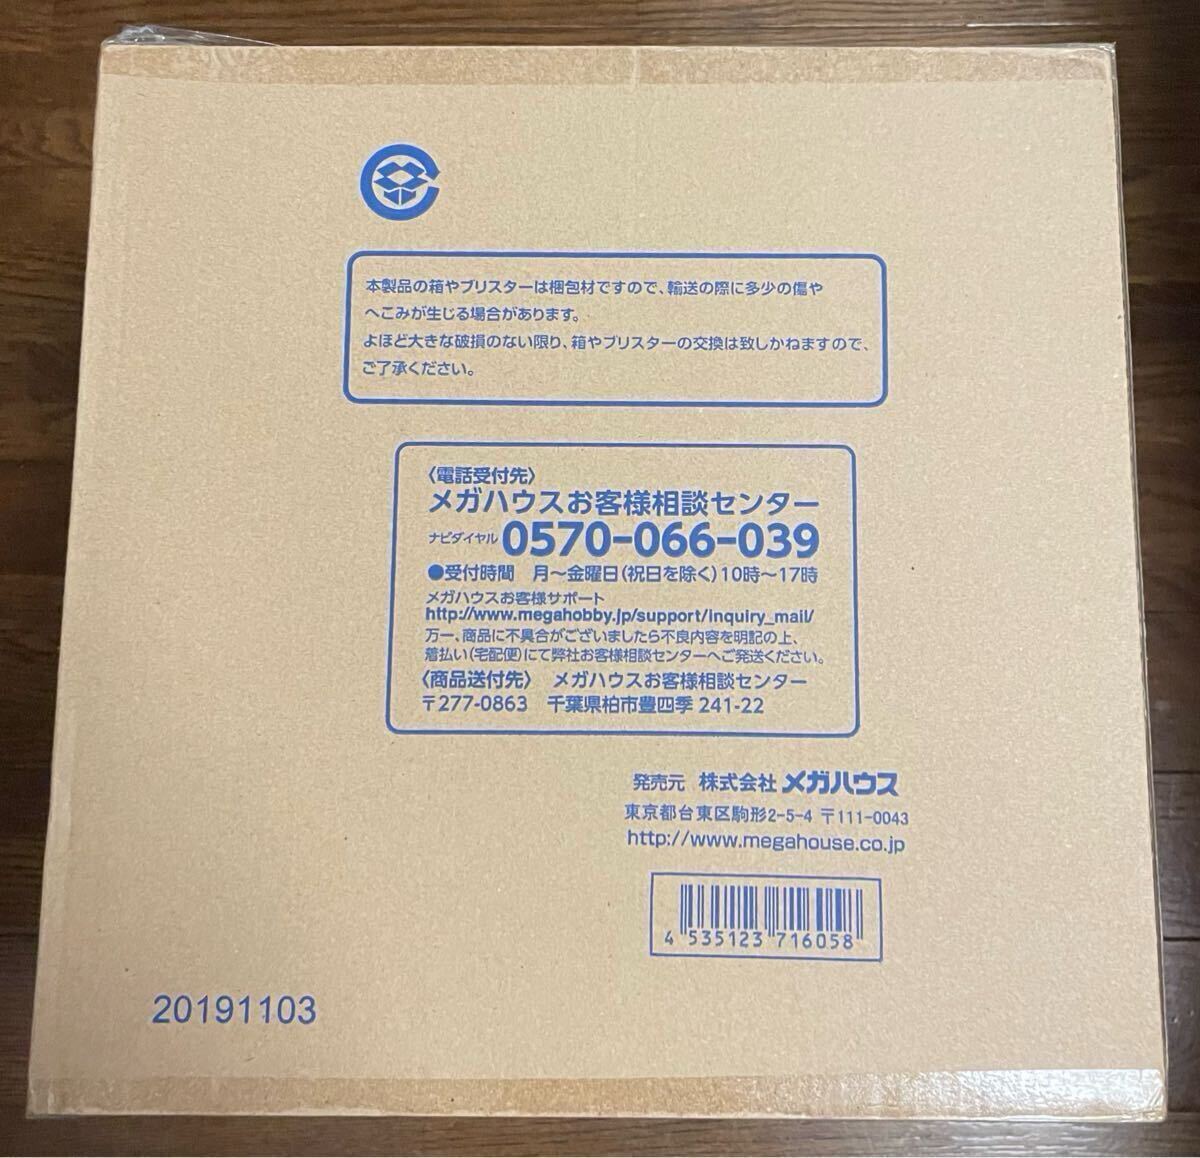 本製品の箱やブリスターは梱包材ですので、輸送の際に多少の傷や
へこみが生じる場合があります。
よほど大きな破損のない限り、箱やブリスターの交換は致しかねますので、
ご了承ください。
〈電話受付先〉
メガハウスお客様相談センター
ナビダイヤル 0570-066-039
●受付時間 月～金曜日(祝日を除く)10時～17時
メガハウスお客様サポート
http://www.megahobby.jp/support/inquiry_mail/
万一、商品に不具合がございましたら不良内容を明記の上、
着払い(宅配便)にて弊社お客様相談センターへご発送ください。
〈商品送付先〉 メガハウスお客様相談センター
〒277-0863 千葉県柏市豊四季 241-22
発売元 株式会社 メガハウス
東京都台東区駒形2-5-4 〒111-0043
http://www.megahouse.co.jp
4 535123 716058
20191103